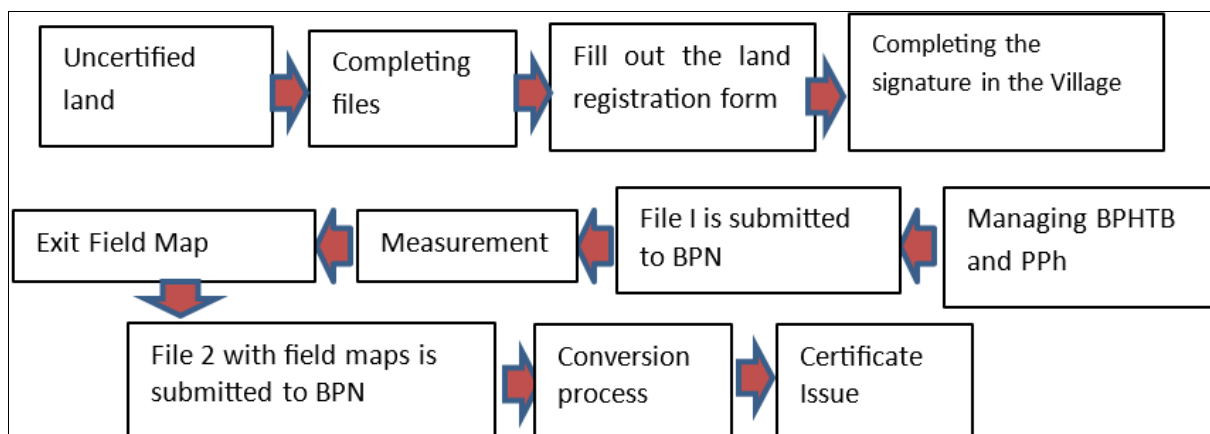 Uncertified
land
Completing
files
Fill out the land
registration form
Completing the
signature in the Village
Managing BPHTB
and PPh
File I is submitted
to BPN
Measurement
Exit Field Map
File 2 with field maps is
submitted to BPN
Conversion
process
Certificate
Issue